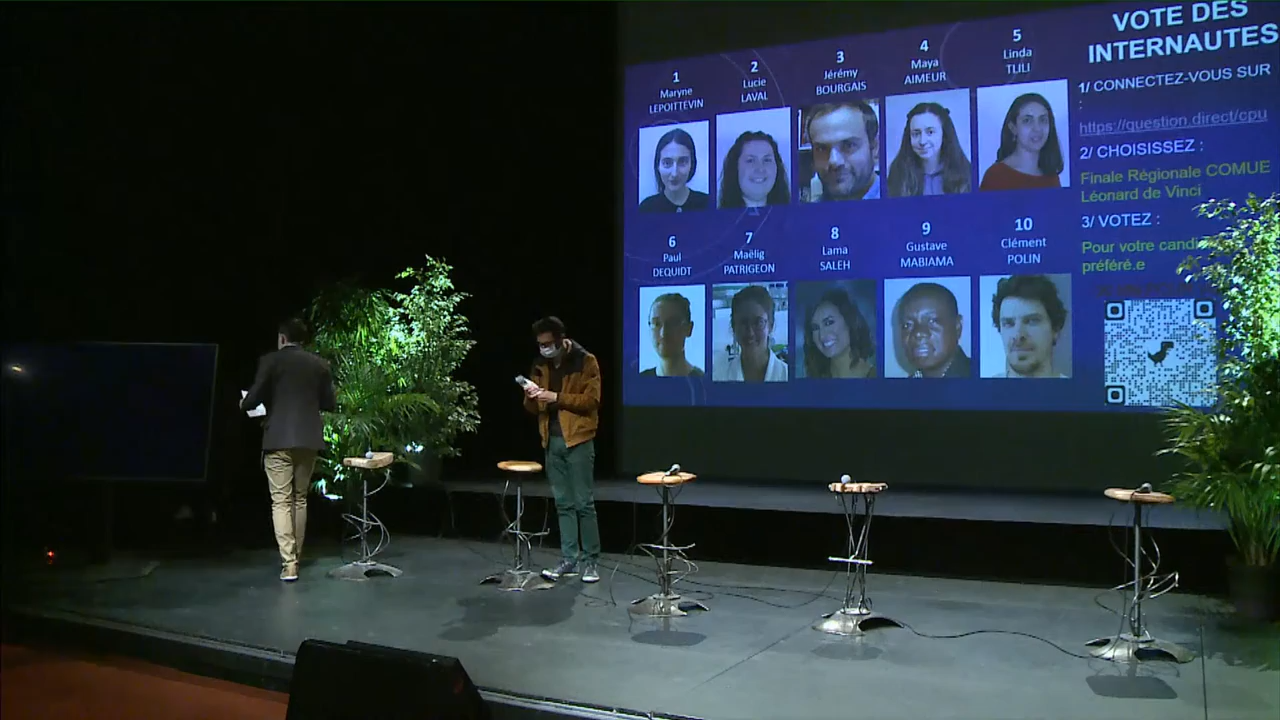 1
Maryne
LEPOITTEVIN
2
Lucie
LAVAL
3
Jérémy
BOURGAIS
4
Maya
AIMEUR
5
Linda
TLILI
6
Paul
DEQUIDT
7
Maëlig
PATRIGEON
8
Lama
SALEH
9
Gustave
MABIAMA
10
Clément
POLIN
VOTE DES
INTERNAUTES
1/ CONNECTEZ-VOUS SUR
:
https://question.direct/cpu
2/ CHOISISSEZ :
Finale Régionale COMUE
Léonard de Vinci
3/ VOTEZ :
Pour votre candi
préféré.e